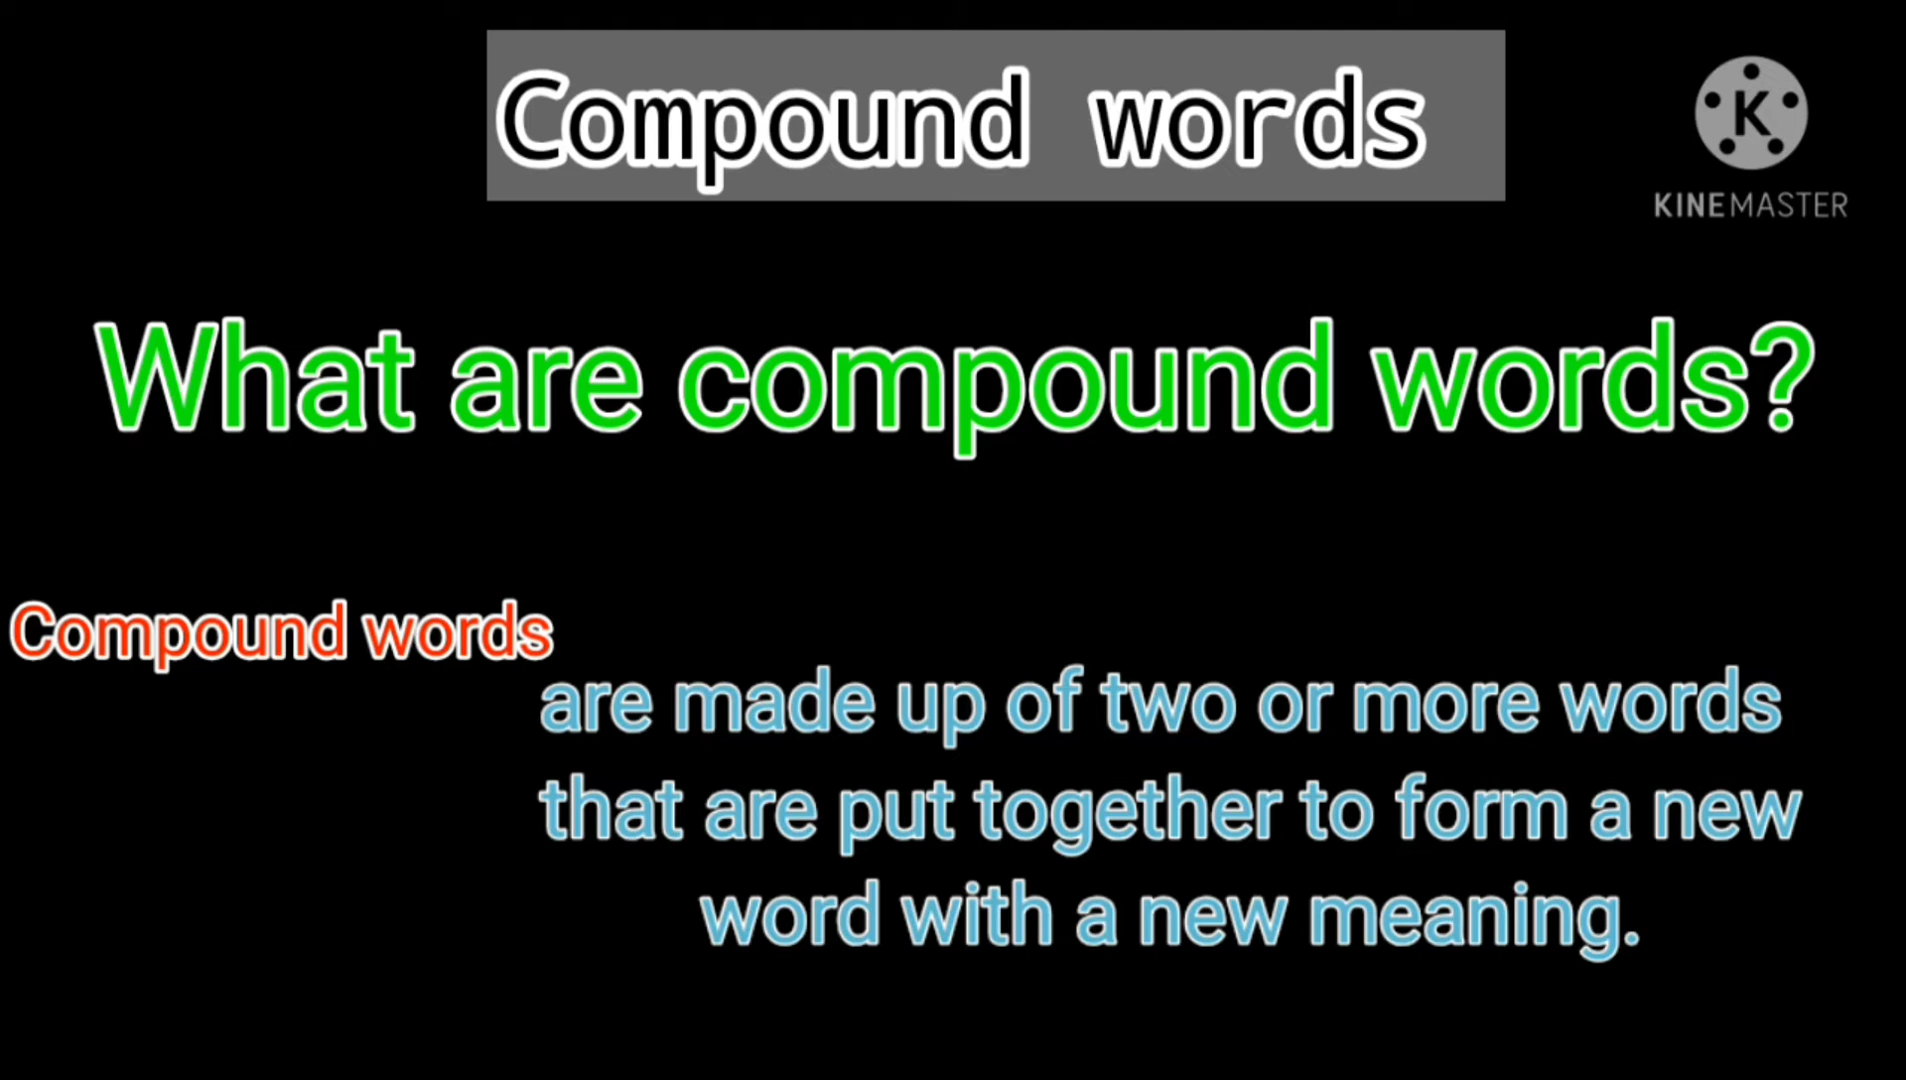 Compound words
K
KINEMASTER
What are compound words?
Compound words
are made up of two or more words
that are put together to form a new
word with a new meaning.